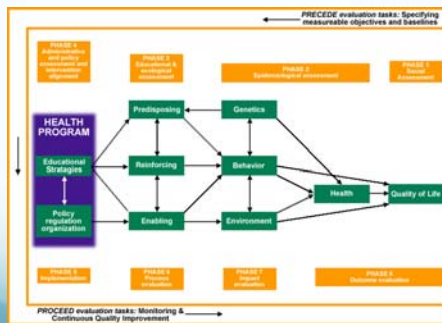 PRECEDE evaluation tasks: Specifying
measurable objectives and baselines
PHASE 4
Administrative
and policy
assessment and
intervention
alignment
PHASE 3
Educational &
ecological
assessment
PHASE 2
Epidemiological assessment
PHASE 1
Social
Assessment
HEALTH
PROGRAM
Educational
Strategies
Policy
regulation
organization
Predisposing
Reinforcing
Enabling
Genetics
Behavior
Environment
Health
Quality of Life
PHASE 5
Implementation
PHASE 6
Process
evaluation
PHASE 7
Impact
evaluation
PHASE 8
Outcome evaluation
PROCEED evaluation tasks: Monitoring &
Continuous Quality Improvement